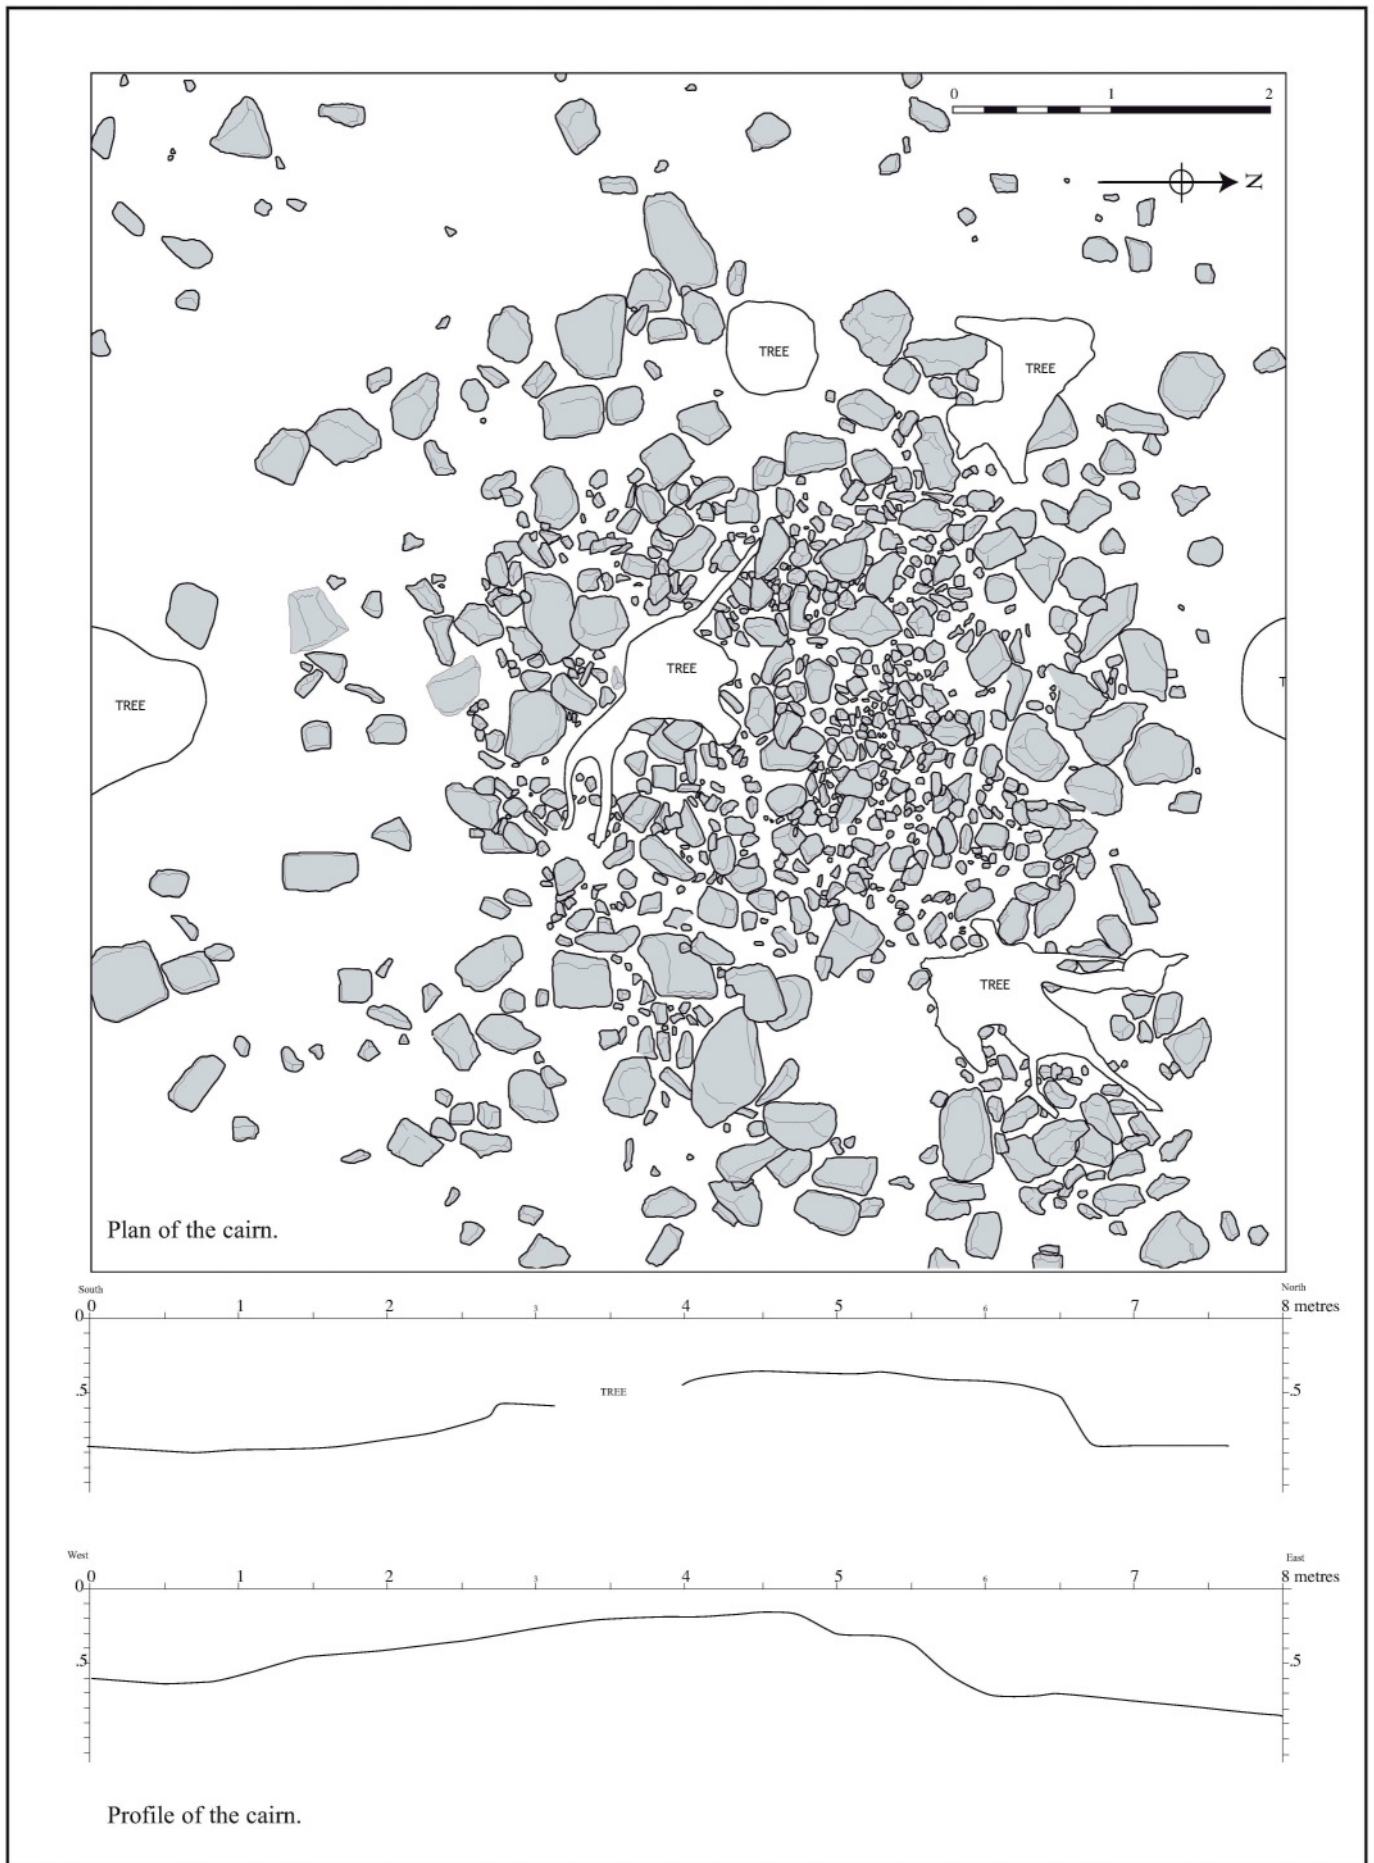 0 1 2
N
TREE
TREE
TREE
TREE
T
TREE
Plan of the cairn.
South North
0 1 2 3 4 5 6 7 8 metres
0
.5 TREE .5
West East
0 1 2 3 4 5 6 7 8 metres
0
.5 .5
Profile of the cairn.